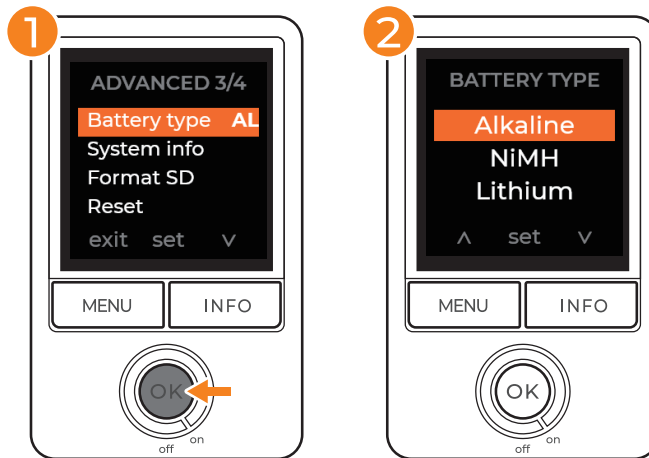 1
ADVANCED 3/4
Battery type AL
System info
Format SD
Reset
exit set ∨
MENU INFO
OK
off on
2
BATTERY TYPE
Alkaline
NiMH
Lithium
∧ set ∨
MENU INFO
OK
off on